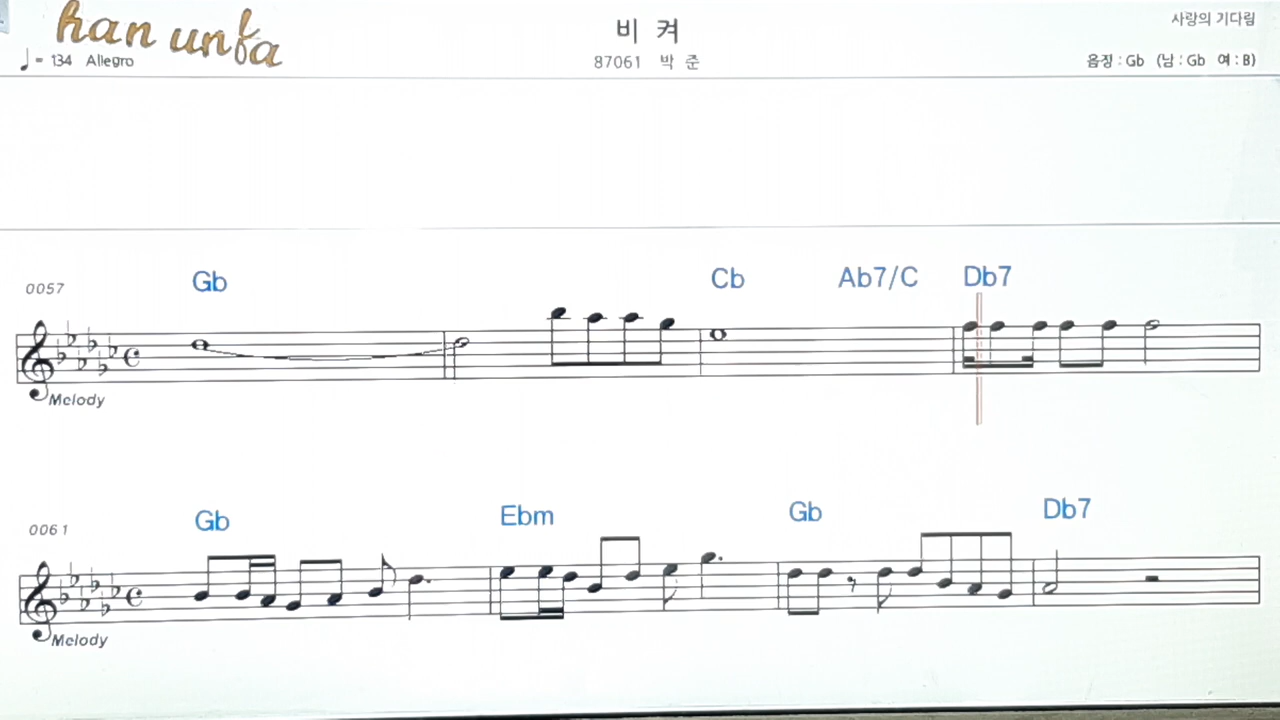 han unfa
비 켜
사랑의 기다림
♩= 134 Allegro
87061 박 준
음정 : Gb (남 : Gb 여 : B)
0057
Gb Cb Ab7/C Db7
Melody
0061
Gb Ebm Gb Db7
Melody